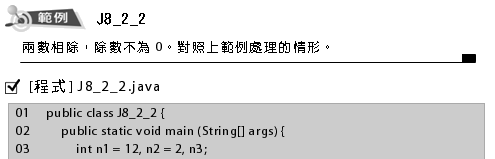 範例 J8_2_2
兩數相除，除數不為 0。對照上範例處理的情形。
[程式] J8_2_2.java
01 public class J8_2_2 {
02 public static void main (String[] args) {
03 int n1 = 12, n2 = 2, n3;